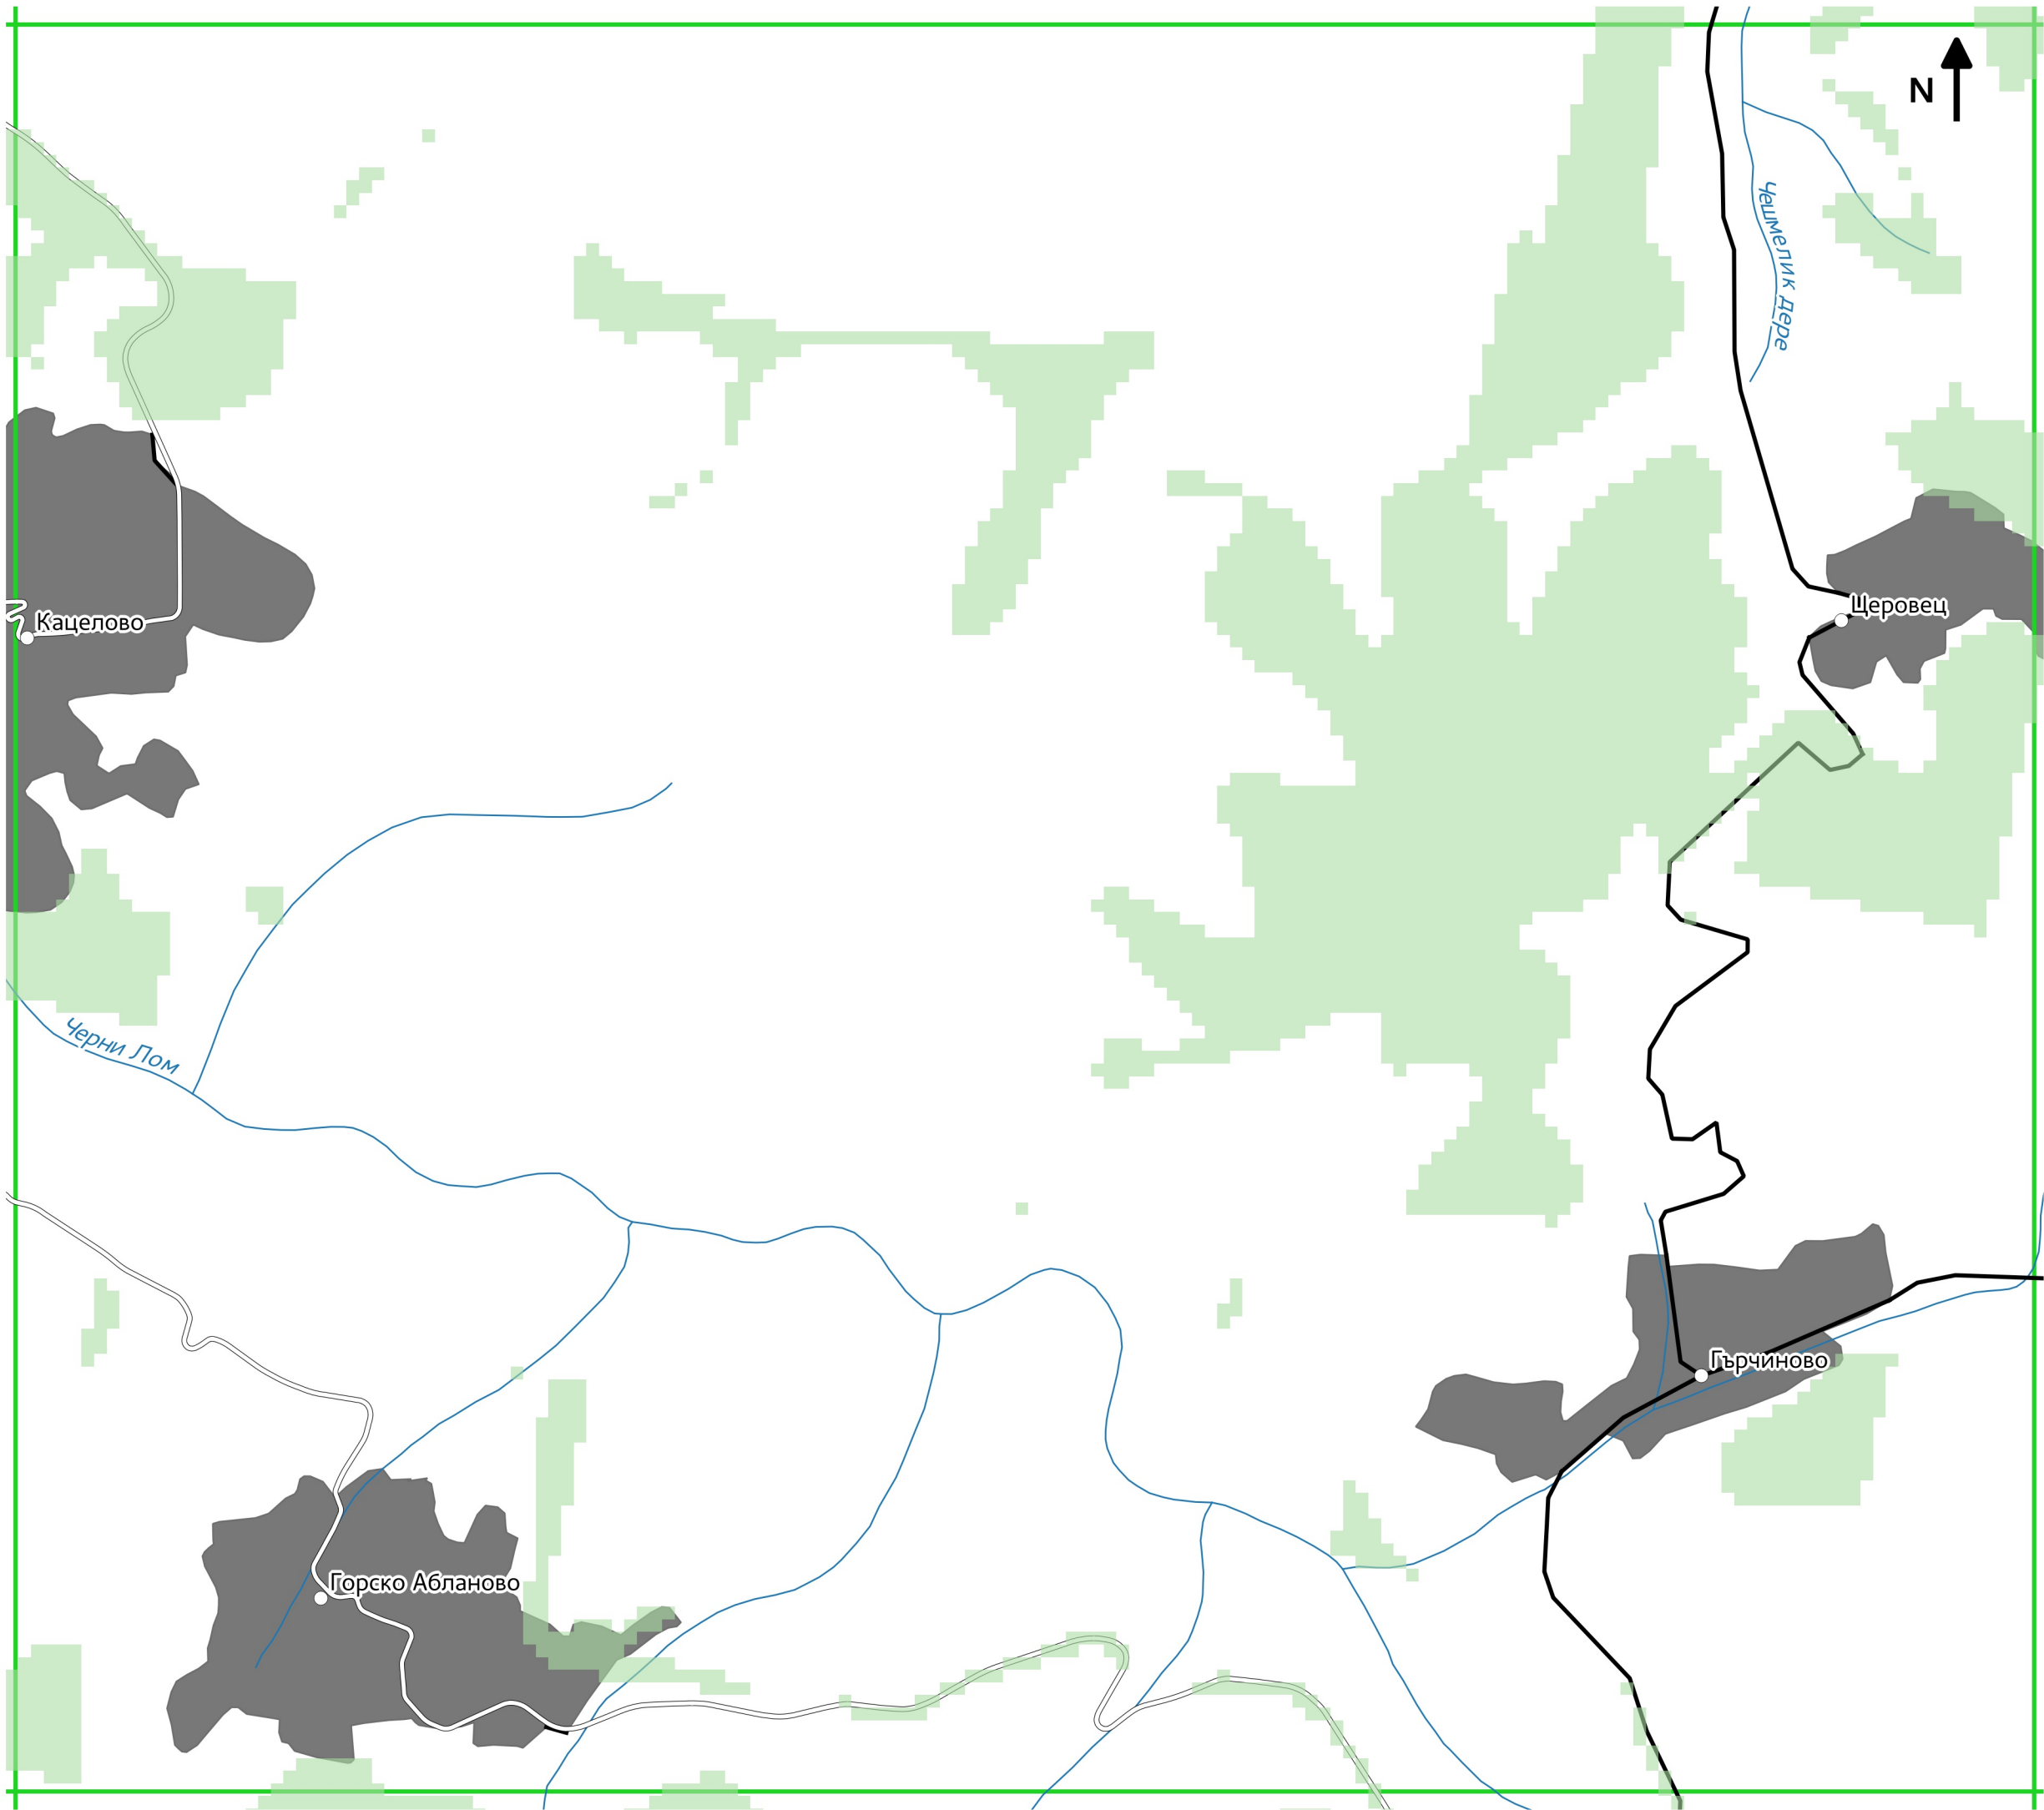 N
Чешмелик дере
Кацелово
Церовец
Черни Лом
Гърчиново
Горско Абланово